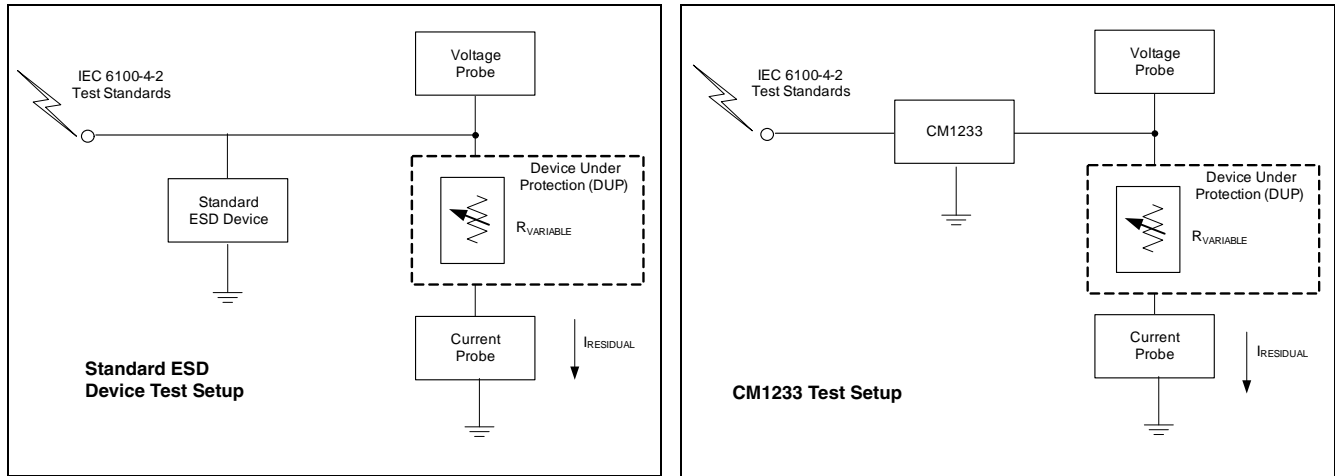 IEC 6100-4-2
Test Standards
Voltage
Probe
Standard
ESD Device
Device Under
Protection (DUP)
RVARIABLE
Current
Probe
IRESIDUAL
Standard ESD
Device Test Setup
IEC 6100-4-2
Test Standards
Voltage
Probe
CM1233
Device Under
Protection (DUP)
RVARIABLE
Current
Probe
IRESIDUAL
CM1233 Test Setup